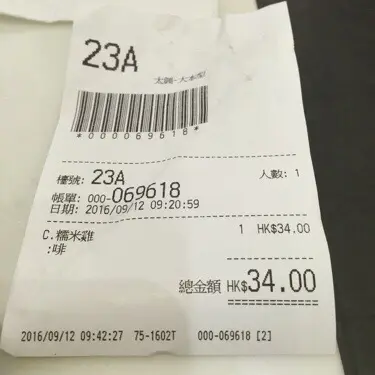 23A
*000069618*
檯號: 23A
人數: 1
帳單: 000-069618
日期: 2016/09/12 09:20:59
C.糯米雞 1 HK$34.00
:啡
總金額 HK$34.00
2016/09/12 09:42:27 75-1602T 000-069618 [2]